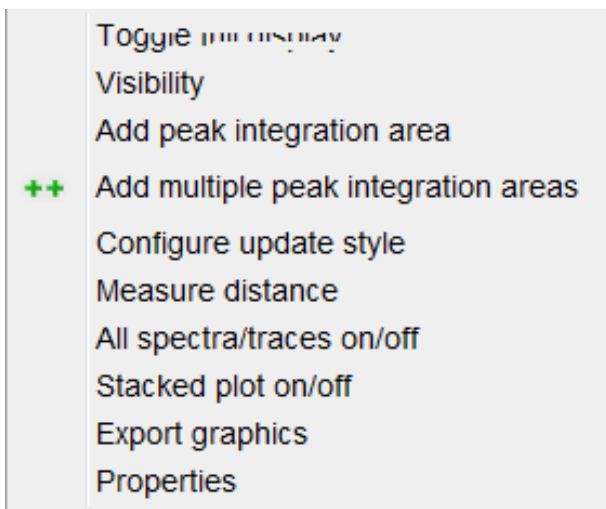 Toggle
Visibility
Add peak integration area
++ Add multiple peak integration areas
Configure update style
Measure distance
All spectra/traces on/off
Stacked plot on/off
Export graphics
Properties